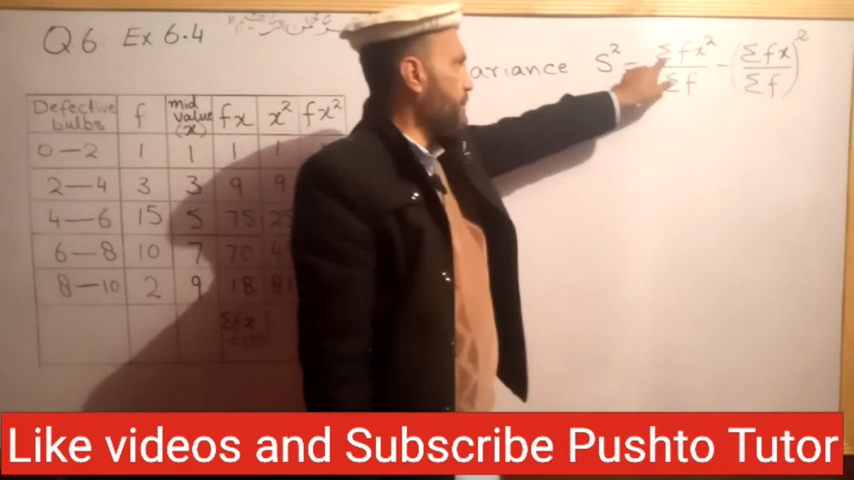 Q6 Ex 6.4
ariance S² = Σfx²/Σf − (Σfx/Σf)²
Defective bulbs f mid value (x) fx x² fx²
0—2 1 1 1 1
2—4 3 3 9 9
4—6 15 5 75 25
6—8 10 7 70 4
8—10 2 9 18 81
Σfx
Like videos and Subscribe Pushto Tutor